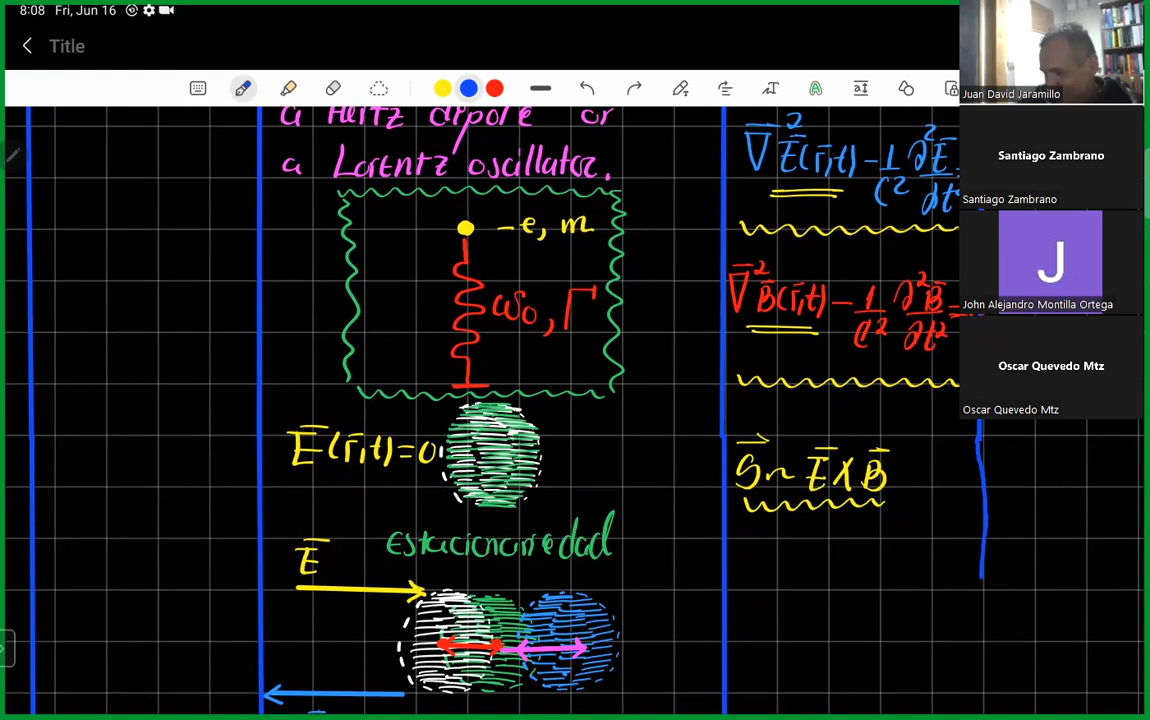 8:08 Fri, Jun 16
Title
a Hertz dipole or
a Lorentz oscillator.
-e, m
ω₀, Γ
E̅(r̅,t)=0
estacionariedad
E̅
∇̅² E̅(r̅,t) - 1/C² ∂²E̅/∂t²
∇̅² B̅(r̅,t) - 1/C² ∂²B̅/∂t² =
S⃗ ~ E̅ X B̅
Juan David Jaramillo
Santiago Zambrano
Santiago Zambrano
J
John Alejandro Montilla Ortega
Oscar Quevedo Mtz
Oscar Quevedo Mtz